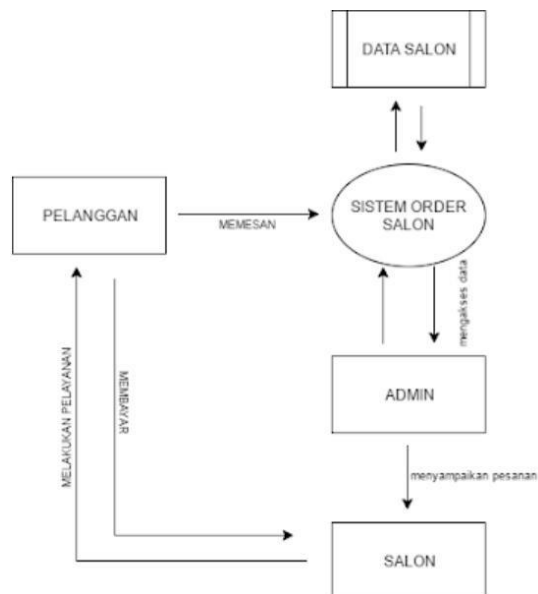 DATA SALON
PELANGGAN
MEMESAN
SISTEM ORDER
SALON
mengakses data
MELAKUKAN PELAYANAN
MEMBAYAR
ADMIN
menyampaikan pesanan
SALON